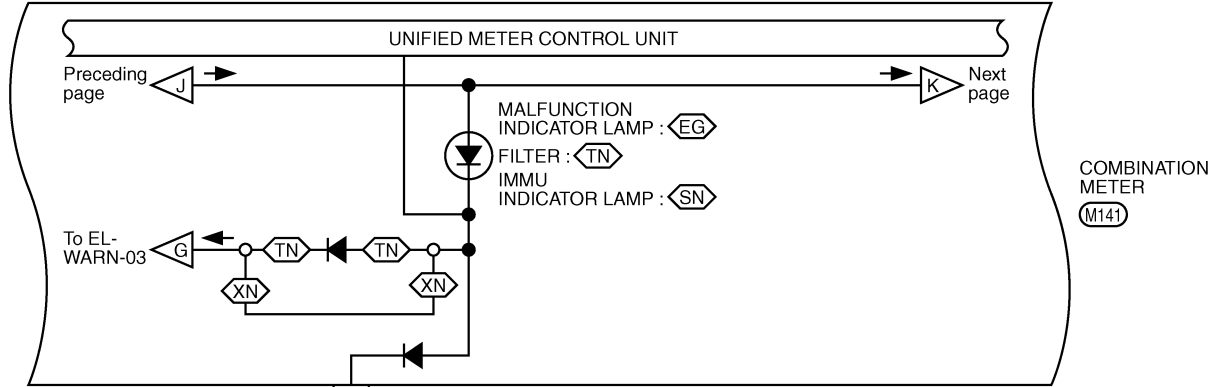 UNIFIED METER CONTROL UNIT
Preceding
page
J
K
Next
page
MALFUNCTION
INDICATOR LAMP : EG
FILTER : TN
IMMU
INDICATOR LAMP : SN
COMBINATION
METER
M141
To EL-
WARN-03
G
TN
TN
XN
XN